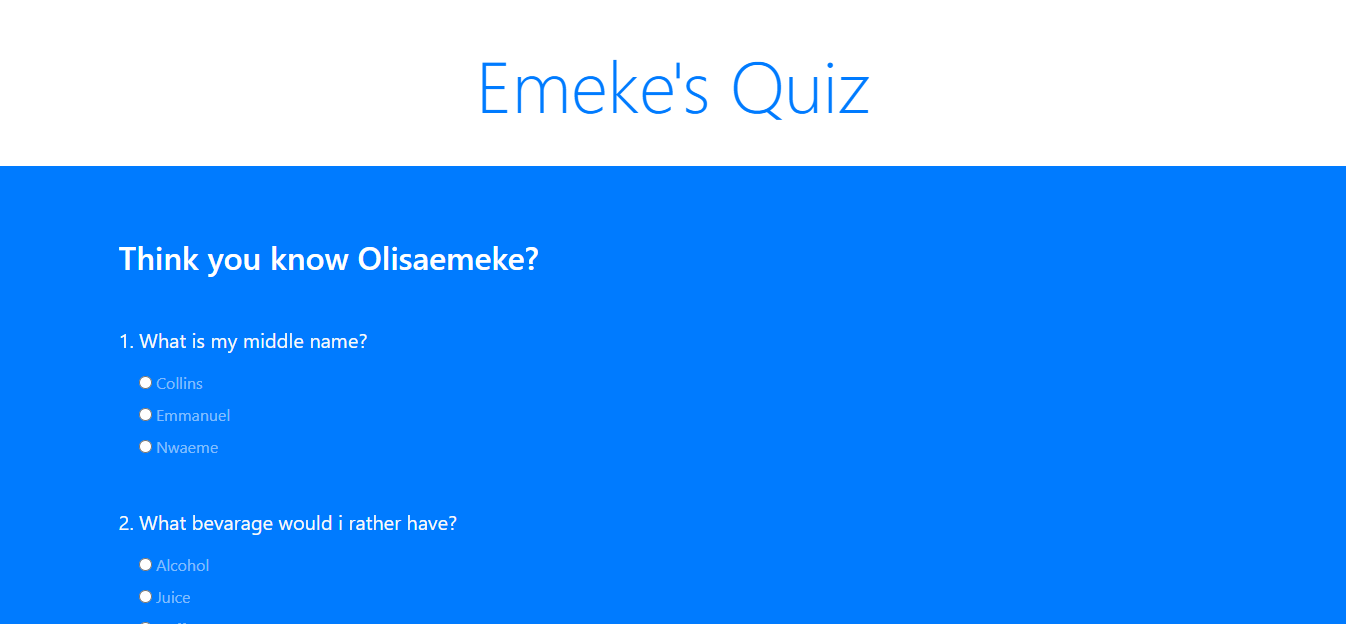 Emeke's Quiz
Think you know Olisaemeke?
1. What is my middle name?
Collins
Emmanuel
Nwaeme
2. What bevarage would i rather have?
Alcohol
Juice